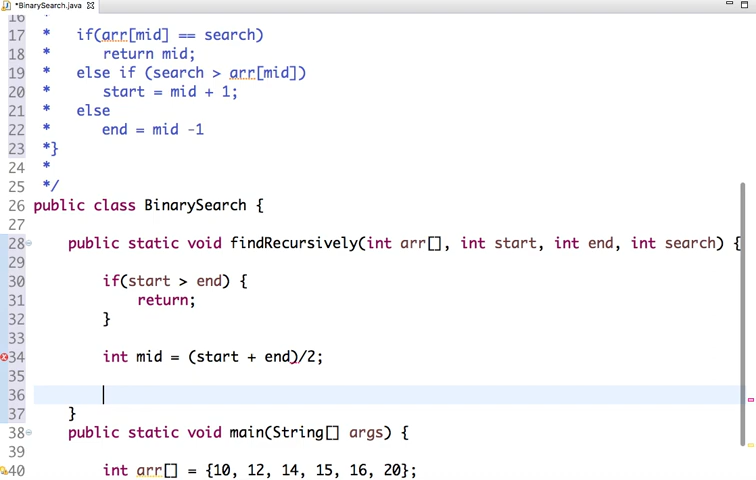 *BinarySearch.java
16 *
17 * if(arr[mid] == search)
18 * return mid;
19 * else if (search > arr[mid])
20 * start = mid + 1;
21 * else
22 * end = mid -1
23 *}
24 *
25 */
26 public class BinarySearch {
27
28 public static void findRecursively(int arr[], int start, int end, int search) {
29
30 if(start > end) {
31 return;
32 }
33
34 int mid = (start + end)/2;
35
36
37 }
38 public static void main(String[] args) {
39
40 int arr[] = {10, 12, 14, 15, 16, 20};